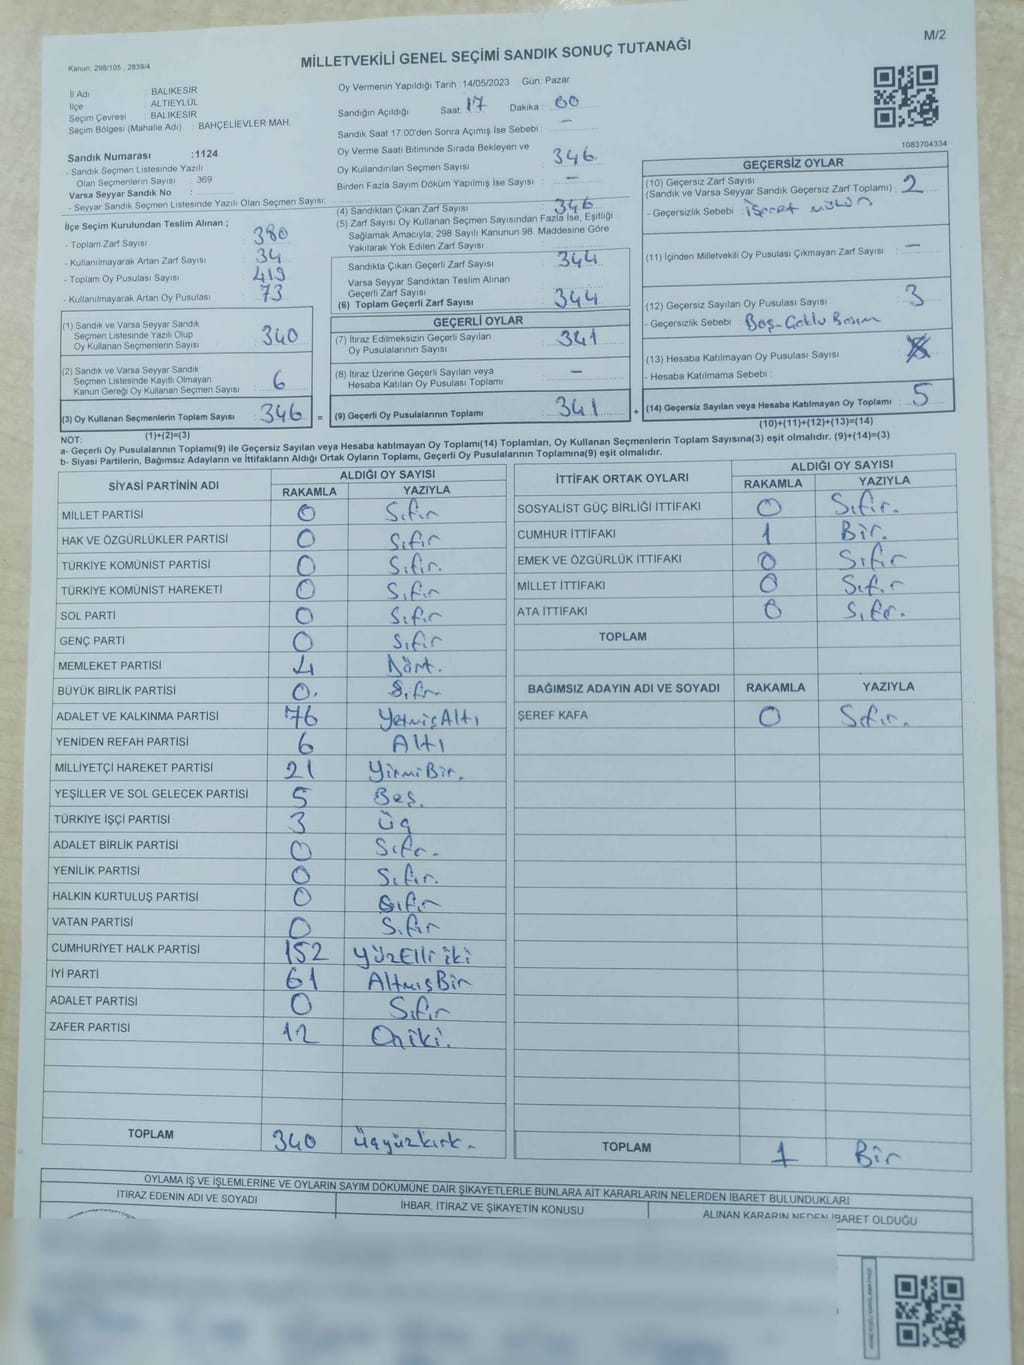 M/2
MİLLETVEKİLİ GENEL SEÇİMİ SANDIK SONUÇ TUTANAĞI
Kanun: 298/105 . 2839/4
İl Adı : BALIKESİR
İlçe : ALTIEYLÜL
Seçim Çevresi : BALIKESİR
Seçim Bölgesi (Mahalle Adı) : BAHÇELİEVLER MAH.
Sandık Numarası :1124
- Sandık Seçmen Listesinde Yazılı
Olan Seçmenlerin Sayısı : 369
Varsa Seyyar Sandık No :
- Seyyar Sandık Seçmen Listesinde Yazılı Olan Seçmen Sayısı:
İlçe Seçim Kurulundan Teslim Alınan ;
- Toplam Zarf Sayısı : 380
- Kullanılmayarak Artan Zarf Sayısı : 34
- Toplam Oy Pusulası Sayısı : 419
- Kullanılmayarak Artan Oy Pusulası : 73
Oy Vermenin Yapıldığı Tarih : 14/05/2023 Gün: Pazar
Sandığın Açıldığı Saat: 17 Dakika : 00
Sandık Saat 17:00'den Sonra Açımış İse Sebebi : -
Oy Verme Saati Bitiminde Sırada Bekleyen ve
Oy Kullandırılan Seçmen Sayısı : 346
Birden Fazla Sayım Döküm Yapılmış İse Sayısı : -
(4) Sandıktan Çıkan Zarf Sayısı : 346
(5) Zarf Sayısı Oy Kullanan Seçmen Sayısından Fazla İse, Eşitliği
Sağlamak Amacıyla; 298 Sayılı Kanunun 98. Maddesine Göre
Yakılarak Yok Edilen Zarf Sayısı :
Sandıkta Çıkan Geçerli Zarf Sayısı : 344
Varsa Seyyar Sandıktan Teslim Alınan
Geçerli Zarf Sayısı :
(6) Toplam Geçerli Zarf Sayısı : 344
1083704334
GEÇERSİZ OYLAR
(10) Geçersiz Zarf Sayısı
(Sandık ve Varsa Seyyar Sandık Geçersiz Zarf Toplamı) : 2
- Geçersizlik Sebebi : İşaret
(11) İçinden Milletvekili Oy Pusulası Çıkmayan Zarf Sayısı : -
(12) Geçersiz Sayılan Oy Pusulası Sayısı : 3
- Geçersizlik Sebebi : Boş-Çoklu Basım
(13) Hesaba Katılmayan Oy Pusulası Sayısı :
- Hesaba Katılmama Sebebi :
(14) Geçersiz Sayılan veya Hesaba Katılmayan Oy Toplamı : 5
(10)+(11)+(12)+(13)=(14)
(1) Sandık ve Varsa Seyyar Sandık
Seçmen Listesinde Yazılı Olup
Oy Kullanan Seçmenlerin Sayısı : 340
(2) Sandık ve Varsa Seyyar Sandık
Seçmen Listesinde Kayıtlı Olmayan
Kanun Gereği Oy Kullanan Seçmen Sayısı : 6
(3) Oy Kullanan Seçmenlerin Toplam Sayısı : 346 =
(1)+(2)=(3)
GEÇERLİ OYLAR
(7) İtiraz Edilmeksizin Geçerli Sayılan
Oy Pusulalarının Sayısı : 341
(8) İtiraz Üzerine Geçerli Sayılan veya
Hesaba Katılan Oy Pusulası Toplamı : -
(9) Geçerli Oy Pusulalarının Toplamı : 341 +
NOT:
a- Geçerli Oy Pusulalarının Toplamı(9) ile Geçersiz Sayılan veya Hesaba katılmayan Oy Toplamı(14) Toplamları, Oy Kullanan Seçmenlerin Toplam Sayısına(3) eşit olmalıdır. (9)+(14)=(3)
b- Siyasi Partilerin, Bağımsız Adayların ve İttifakların Aldığı Ortak Oyların Toplamı, Geçerli Oy Pusulalarının Toplamına(9) eşit olmalıdır.
SİYASİ PARTİNİN ADI ALDIĞI OY SAYISI
RAKAMLA YAZIYLA
MİLLET PARTİSİ 0 Sıfır
HAK VE ÖZGÜRLÜKLER PARTİSİ 0 Sıfır
TÜRKİYE KOMÜNİST PARTİSİ 0 Sıfır.
TÜRKİYE KOMÜNİST HAREKETİ 0 Sıfır
SOL PARTİ 0 Sıfır
GENÇ PARTİ 0 Sıfır
MEMLEKET PARTİSİ 4 Dört.
BÜYÜK BİRLİK PARTİSİ 0. Sıfır
ADALET VE KALKINMA PARTİSİ 76 YetmişAltı
YENİDEN REFAH PARTİSİ 6 Altı
MİLLİYETÇİ HAREKET PARTİSİ 21 YirmiBir.
YEŞİLLER VE SOL GELECEK PARTİSİ 5 Beş.
TÜRKİYE İŞÇİ PARTİSİ 3 Üç
ADALET BİRLİK PARTİSİ 0 Sıfır.
YENİLİK PARTİSİ 0 Sıfır.
HALKIN KURTULUŞ PARTİSİ 0 Sıfır
VATAN PARTİSİ 0 Sıfır
CUMHURİYET HALK PARTİSİ 152 YüzElli iki
İYİ PARTİ 61 AltmışBir
ADALET PARTİSİ 0 Sıfır
ZAFER PARTİSİ 12 Oniki.
TOPLAM 340 Üçyüzkırk.
İTTİFAK ORTAK OYLARI ALDIĞI OY SAYISI
RAKAMLA YAZIYLA
SOSYALİST GÜÇ BİRLİĞİ İTTİFAKI 0 Sıfır.
CUMHUR İTTİFAKI 1 Bir.
EMEK VE ÖZGÜRLÜK İTTİFAKI 0 Sıfır
MİLLET İTTİFAKI 0 Sıfır
ATA İTTİFAKI 0 Sıfır.
TOPLAM
BAĞIMSIZ ADAYIN ADI VE SOYADI RAKAMLA YAZIYLA
ŞEREF KAFA 0 Sıfır.
TOPLAM 1 Bir
OYLAMA İŞ VE İŞLEMLERİNE VE OYLARIN SAYIM DÖKÜMÜNE DAİR ŞİKAYETLERLE BUNLARA AİT KARARLARIN NELERDEN İBARET BULUNDUKLARI
İTİRAZ EDENİN ADI VE SOYADI İHBAR, İTİRAZ VE ŞİKAYETİN KONUSU ALINAN KARARIN NEDEN İBARET OLDUĞU